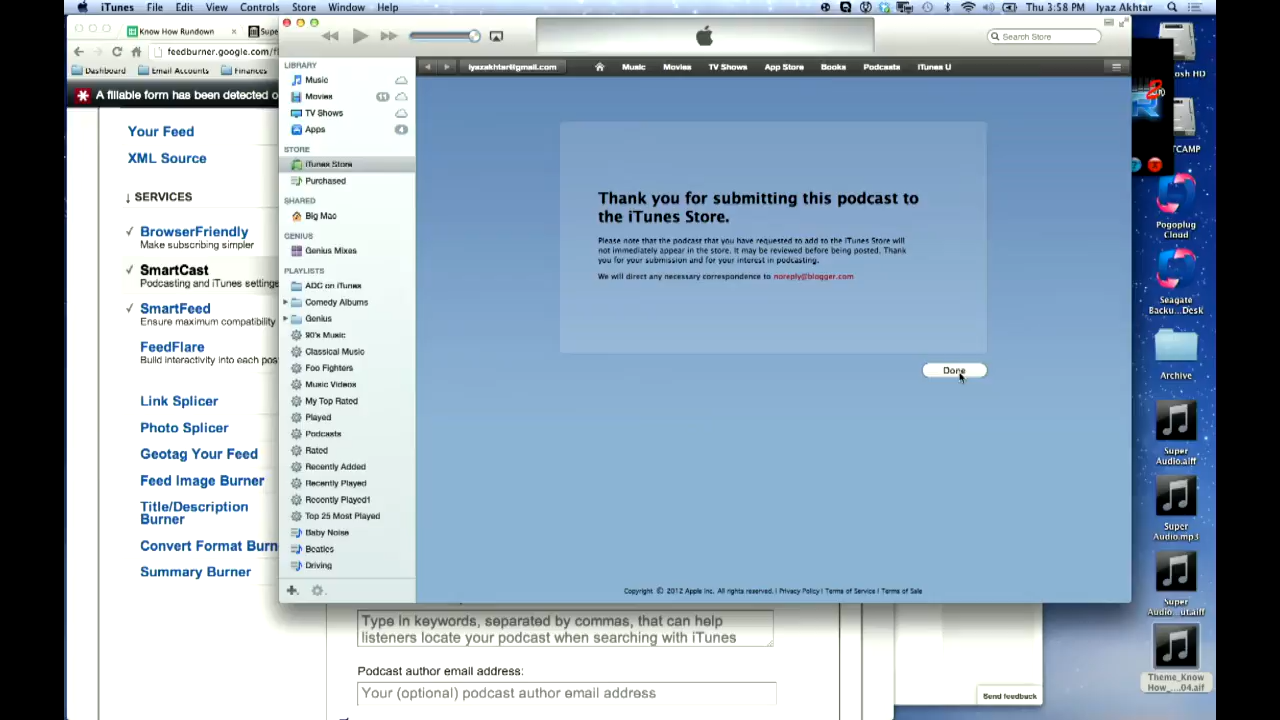 iTunes File Edit View Controls Store Window Help
Thu 3:58 PM Iyaz Akhtar
Know How Rundown
feedburner.google.com/
Dashboard Email Accounts Finances
A fillable form has been detected o
Your Feed
XML Source
↓ SERVICES
✓ BrowserFriendly
Make subscribing simpler
✓ SmartCast
Podcasting and iTunes settings
✓ SmartFeed
Ensure maximum compatibility
FeedFlare
Build interactivity into each pos
Link Splicer
Photo Splicer
Geotag Your Feed
Feed Image Burner
Title/Description
Burner
Convert Format Burn
Summary Burner
Search Store
iyazakhtar@gmail.com Music Movies TV Shows App Store Books Podcasts iTunes U
LIBRARY
Music
Movies 11
TV Shows
Apps 4
STORE
iTunes Store
Purchased
SHARED
Big Mac
GENIUS
Genius Mixes
PLAYLISTS
ADC on iTunes
Comedy Albums
Genius
90's Music
Classical Music
Foo Fighters
Music Videos
My Top Rated
Played
Podcasts
Rated
Recently Added
Recently Played
Recently Played1
Top 25 Most Played
Baby Noise
Beatles
Driving
Thank you for submitting this podcast to
the iTunes Store.
Please note that the podcast that you have requested to add to the iTunes Store will
not immediately appear in the store. It may be reviewed before being posted. Thank
you for your submission and for your interest in podcasting.
We will direct any necessary correspondence to noreply@blogger.com
Done
Copyright © 2012 Apple Inc. All rights reserved. | Privacy Policy | Terms of Service | Terms of Sale
Type in keywords, separated by commas, that can help
listeners locate your podcast when searching with iTunes
Podcast author email address:
Your (optional) podcast author email address
Send feedback
osh HD
TCAMP
Pogoplug
Cloud
Seagate
Backu...Desk
Archive
Super
Audio.aiff
Super
Audio.mp3
Super
Audio ...ut.aiff
Theme_Know
How_...04.aif